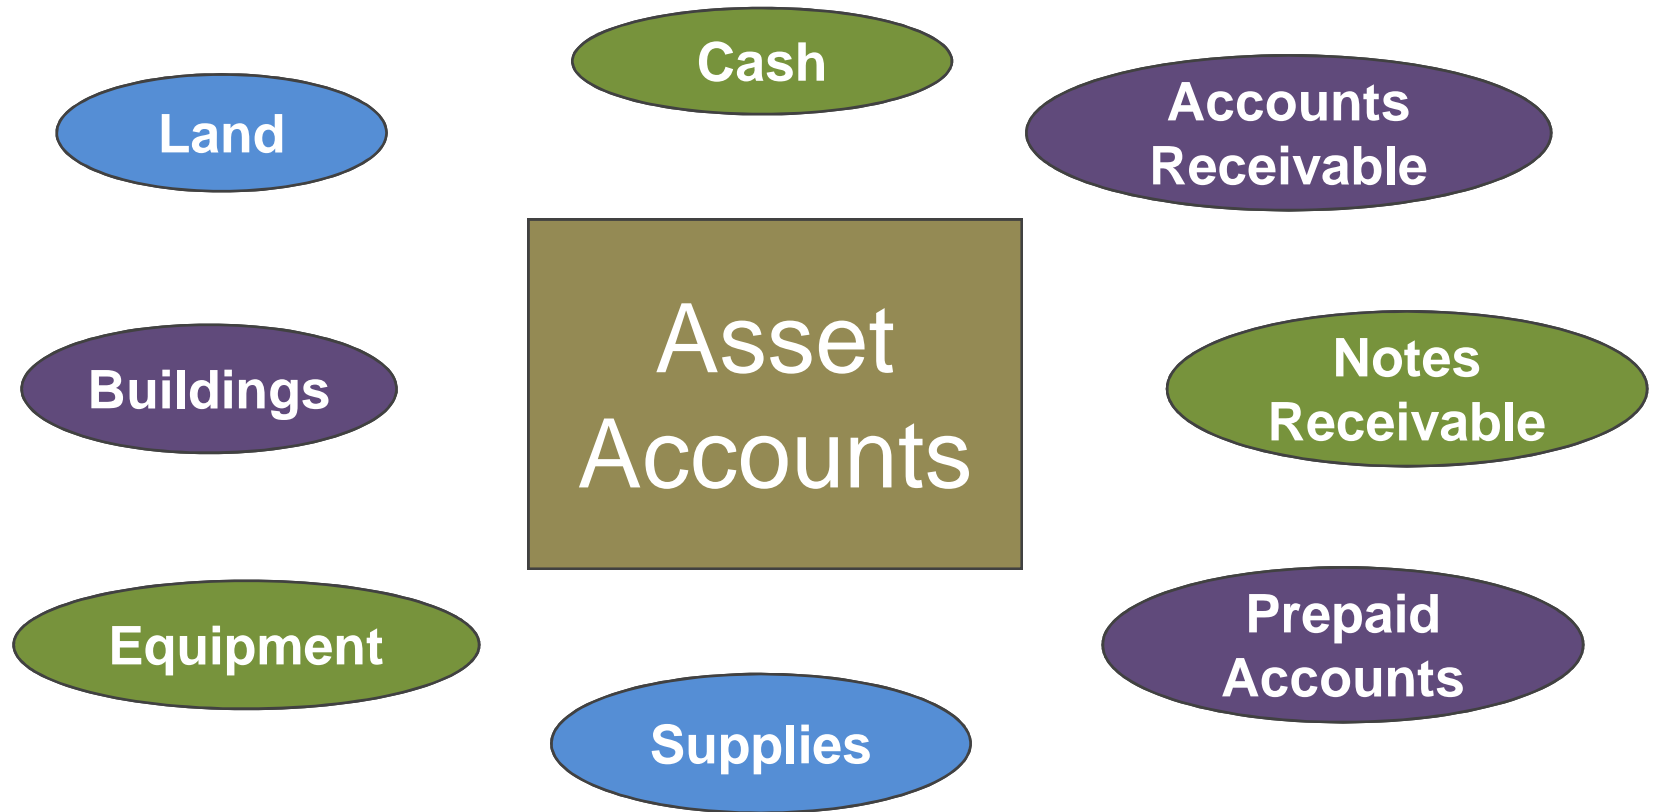 Cash
Land
Accounts
Receivable
Asset
Accounts
Buildings
Notes
Receivable
Equipment
Prepaid
Accounts
Supplies